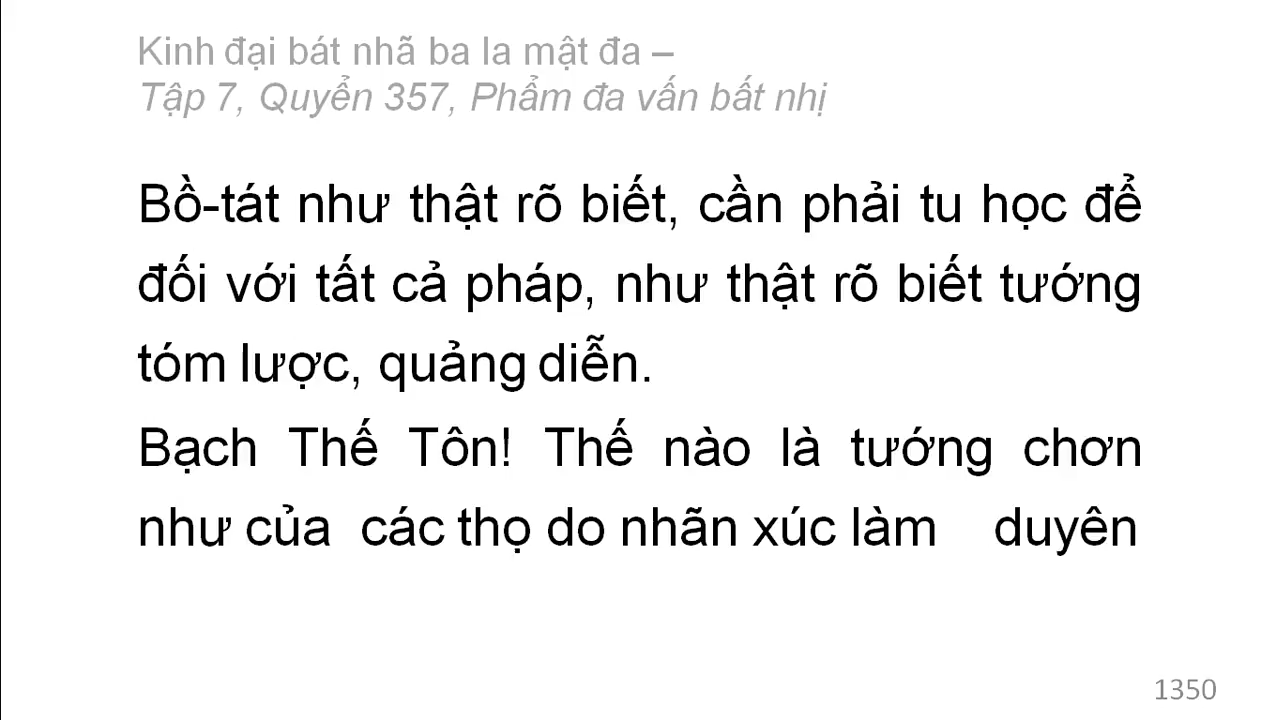 Kinh đại bát nhã ba la mật đa –
Tập 7, Quyển 357, Phẩm đa vấn bất nhị
Bồ-tát như thật rõ biết, cần phải tu học để
đối với tất cả pháp, như thật rõ biết tướng
tóm lược, quảng diễn.
Bạch Thế Tôn! Thế nào là tướng chơn
như của các thọ do nhãn xúc làm duyên
1350